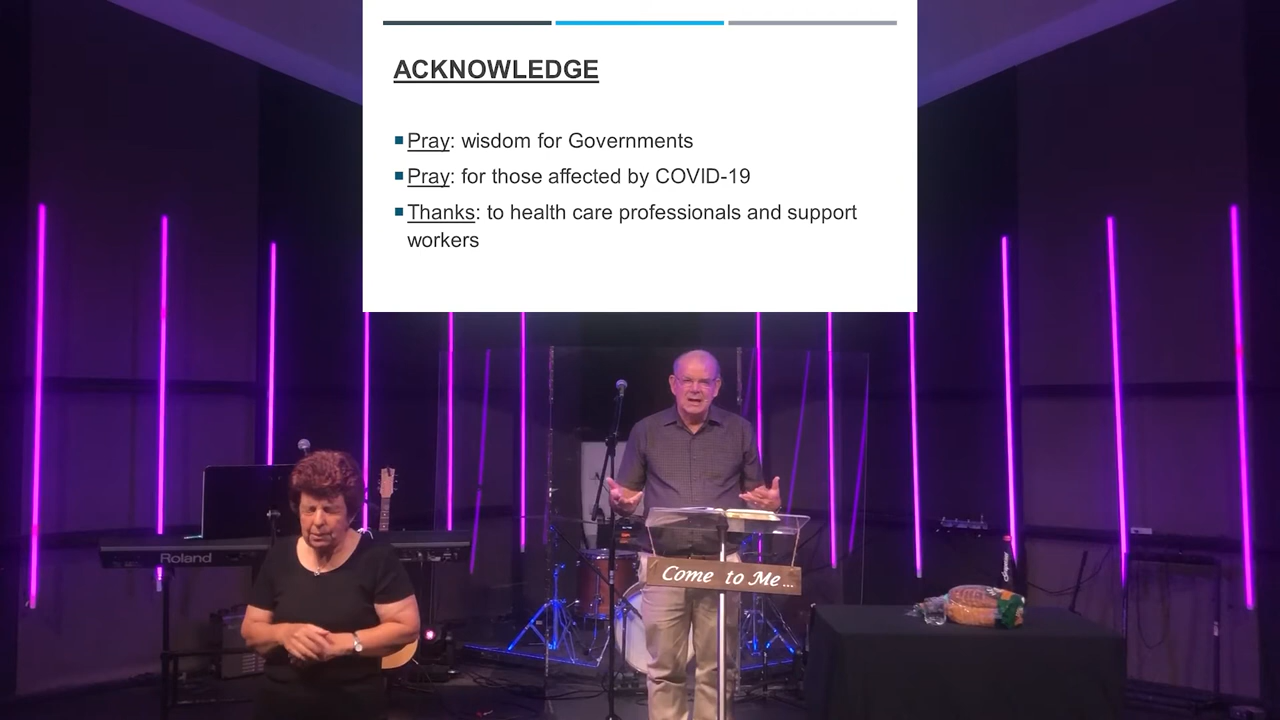 ACKNOWLEDGE
Pray: wisdom for Governments
Pray: for those affected by COVID-19
Thanks: to health care professionals and support
workers
Roland
Come to Me...